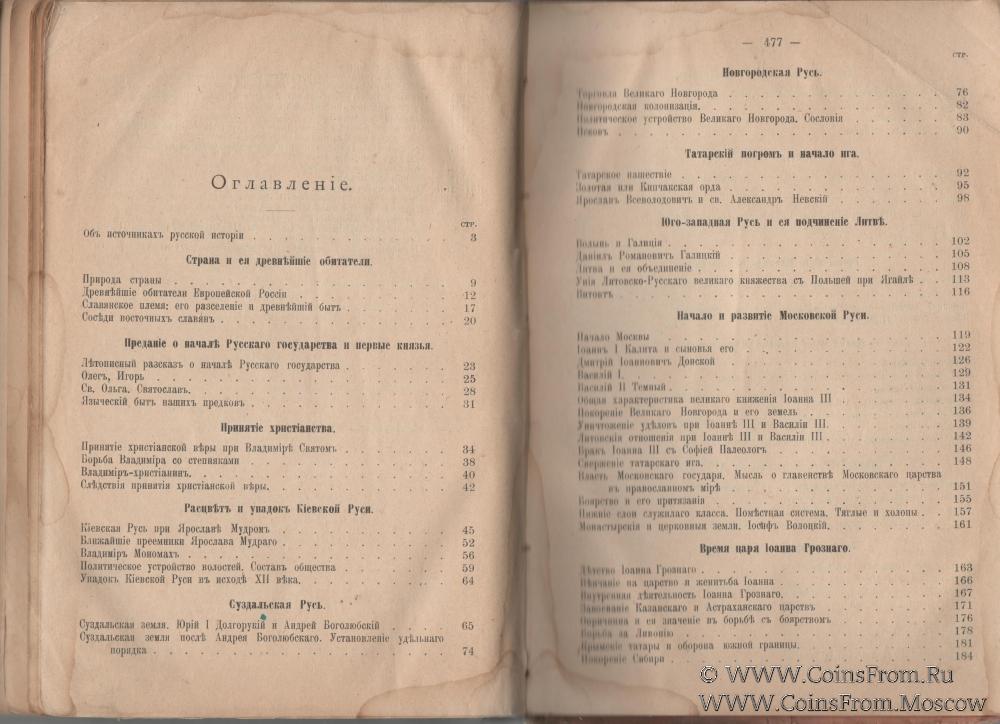 Оглавленіе.
СТР.
Объ источникахъ русской исторіи . . . 3
Страна и ея древнѣйшіе обитатели.
Природа страны . . . 9
Древнѣйшіе обитатели Европейской Россіи . . . 12
Славянское племя; его разселеніе и древнѣйшій бытъ . . . 17
Сосѣди восточныхъ славянъ . . . 20
Преданіе о началѣ Русскаго государства и первые князья.
Лѣтописный разсказъ о началѣ Русскаго государства . . . 23
Олегъ, Игорь . . . 25
Св. Ольга, Святославъ. . . . 28
Языческій бытъ нашихъ предковъ . . . 31
Принятіе христіанства.
Принятіе христіанской вѣры при Владимірѣ Святомъ . . . 34
Борьба Владиміра со степняками . . . 38
Владиміръ-христіанинъ. . . . 40
Слѣдствія принятія христіанской вѣры. . . . 42
Расцвѣтъ и упадокъ Кіевской Руси.
Кіевская Русь при Ярославѣ Мудромъ . . . 45
Ближайшіе преемники Ярослава Мудраго . . . 52
Владиміръ Мономахъ . . . 56
Политическое устройство волостей. Составъ общества . . . 59
Упадокъ Кіевской Руси въ исходѣ XII вѣка. . . . 64
Суздальская Русь.
Суздальская земля. Юрій I Долгорукій и Андрей Боголюбскій . . . 65
Суздальская земля послѣ Андрея Боголюбскаго. Установленіе удѣльнаго
порядка . . . 74
— 477 —
СТР.
Новгородская Русь.
Торговля Великаго Новгорода . . . 76
Новгородская колонизація. . . . 82
Политическое устройство Великаго Новгорода. Сословія . . . 83
Псковъ . . . 90
Татарскій погромъ и начало ига.
Татарское нашествіе . . . 92
Золотая или Кипчакская орда . . . 95
Ярославъ Всеволодовичъ и св. Александръ Невскій . . . 98
Юго-западная Русь и ея подчиненіе Литвѣ.
Волынь и Галиція . . . 102
Даніилъ Романовичъ Галицкій . . . 105
Литва и ея объединеніе . . . 108
Унія Литовско-Русскаго великаго княжества съ Польшей при Ягайлѣ . 113
Витовтъ . . . 116
Начало и развитіе Московской Руси.
Начало Москвы . . . 119
Іоаннъ I Калита и сыновья его . . . 122
Дмитрій Іоанновичъ Донской . . . 126
Василій I. . . . 129
Василій II Темный . . . 131
Общая характеристика великаго княженія Іоанна III . . . 134
Покореніе Великаго Новгорода и его земель . . . 136
Уничтоженіе удѣловъ при Іоаннѣ III и Василіи III. . . . 139
Литовскія отношенія при Іоаннѣ III и Василіи III . . . 142
Бракъ Іоанна III съ Софіей Палеологъ . . . 146
Сверженіе татарскаго ига. . . . 148
Власть Московскаго государя. Мысль о главенствѣ Московскаго царства
въ православномъ мірѣ . . . 151
Боярство и его притязанія . . . 155
Нижніе слои служилаго класса. Помѣстная система. Тяглые и холопы . . 157
Монастырскія и церковныя земли. Іосифъ Волоцкій. . . . 161
Время царя Іоанна Грознаго.
Дѣтство Іоанна Грознаго . . . 163
Вѣнчаніе на царство и женитьба Іоанна . . . 166
Внутренняя дѣятельность Іоанна Грознаго. . . . 167
Завоеваніе Казанскаго и Астраханскаго царствъ . . . 171
Опричнина и ея значеніе въ борьбѣ съ боярствомъ . . . 176
Борьба за Ливонію . . . 178
Крымскіе татары и оборона южной границы. . . . 181
Покореніе Сибири . . . 184
© WWW.CoinsFrom.Ru
WWW.CoinsFrom.Moscow